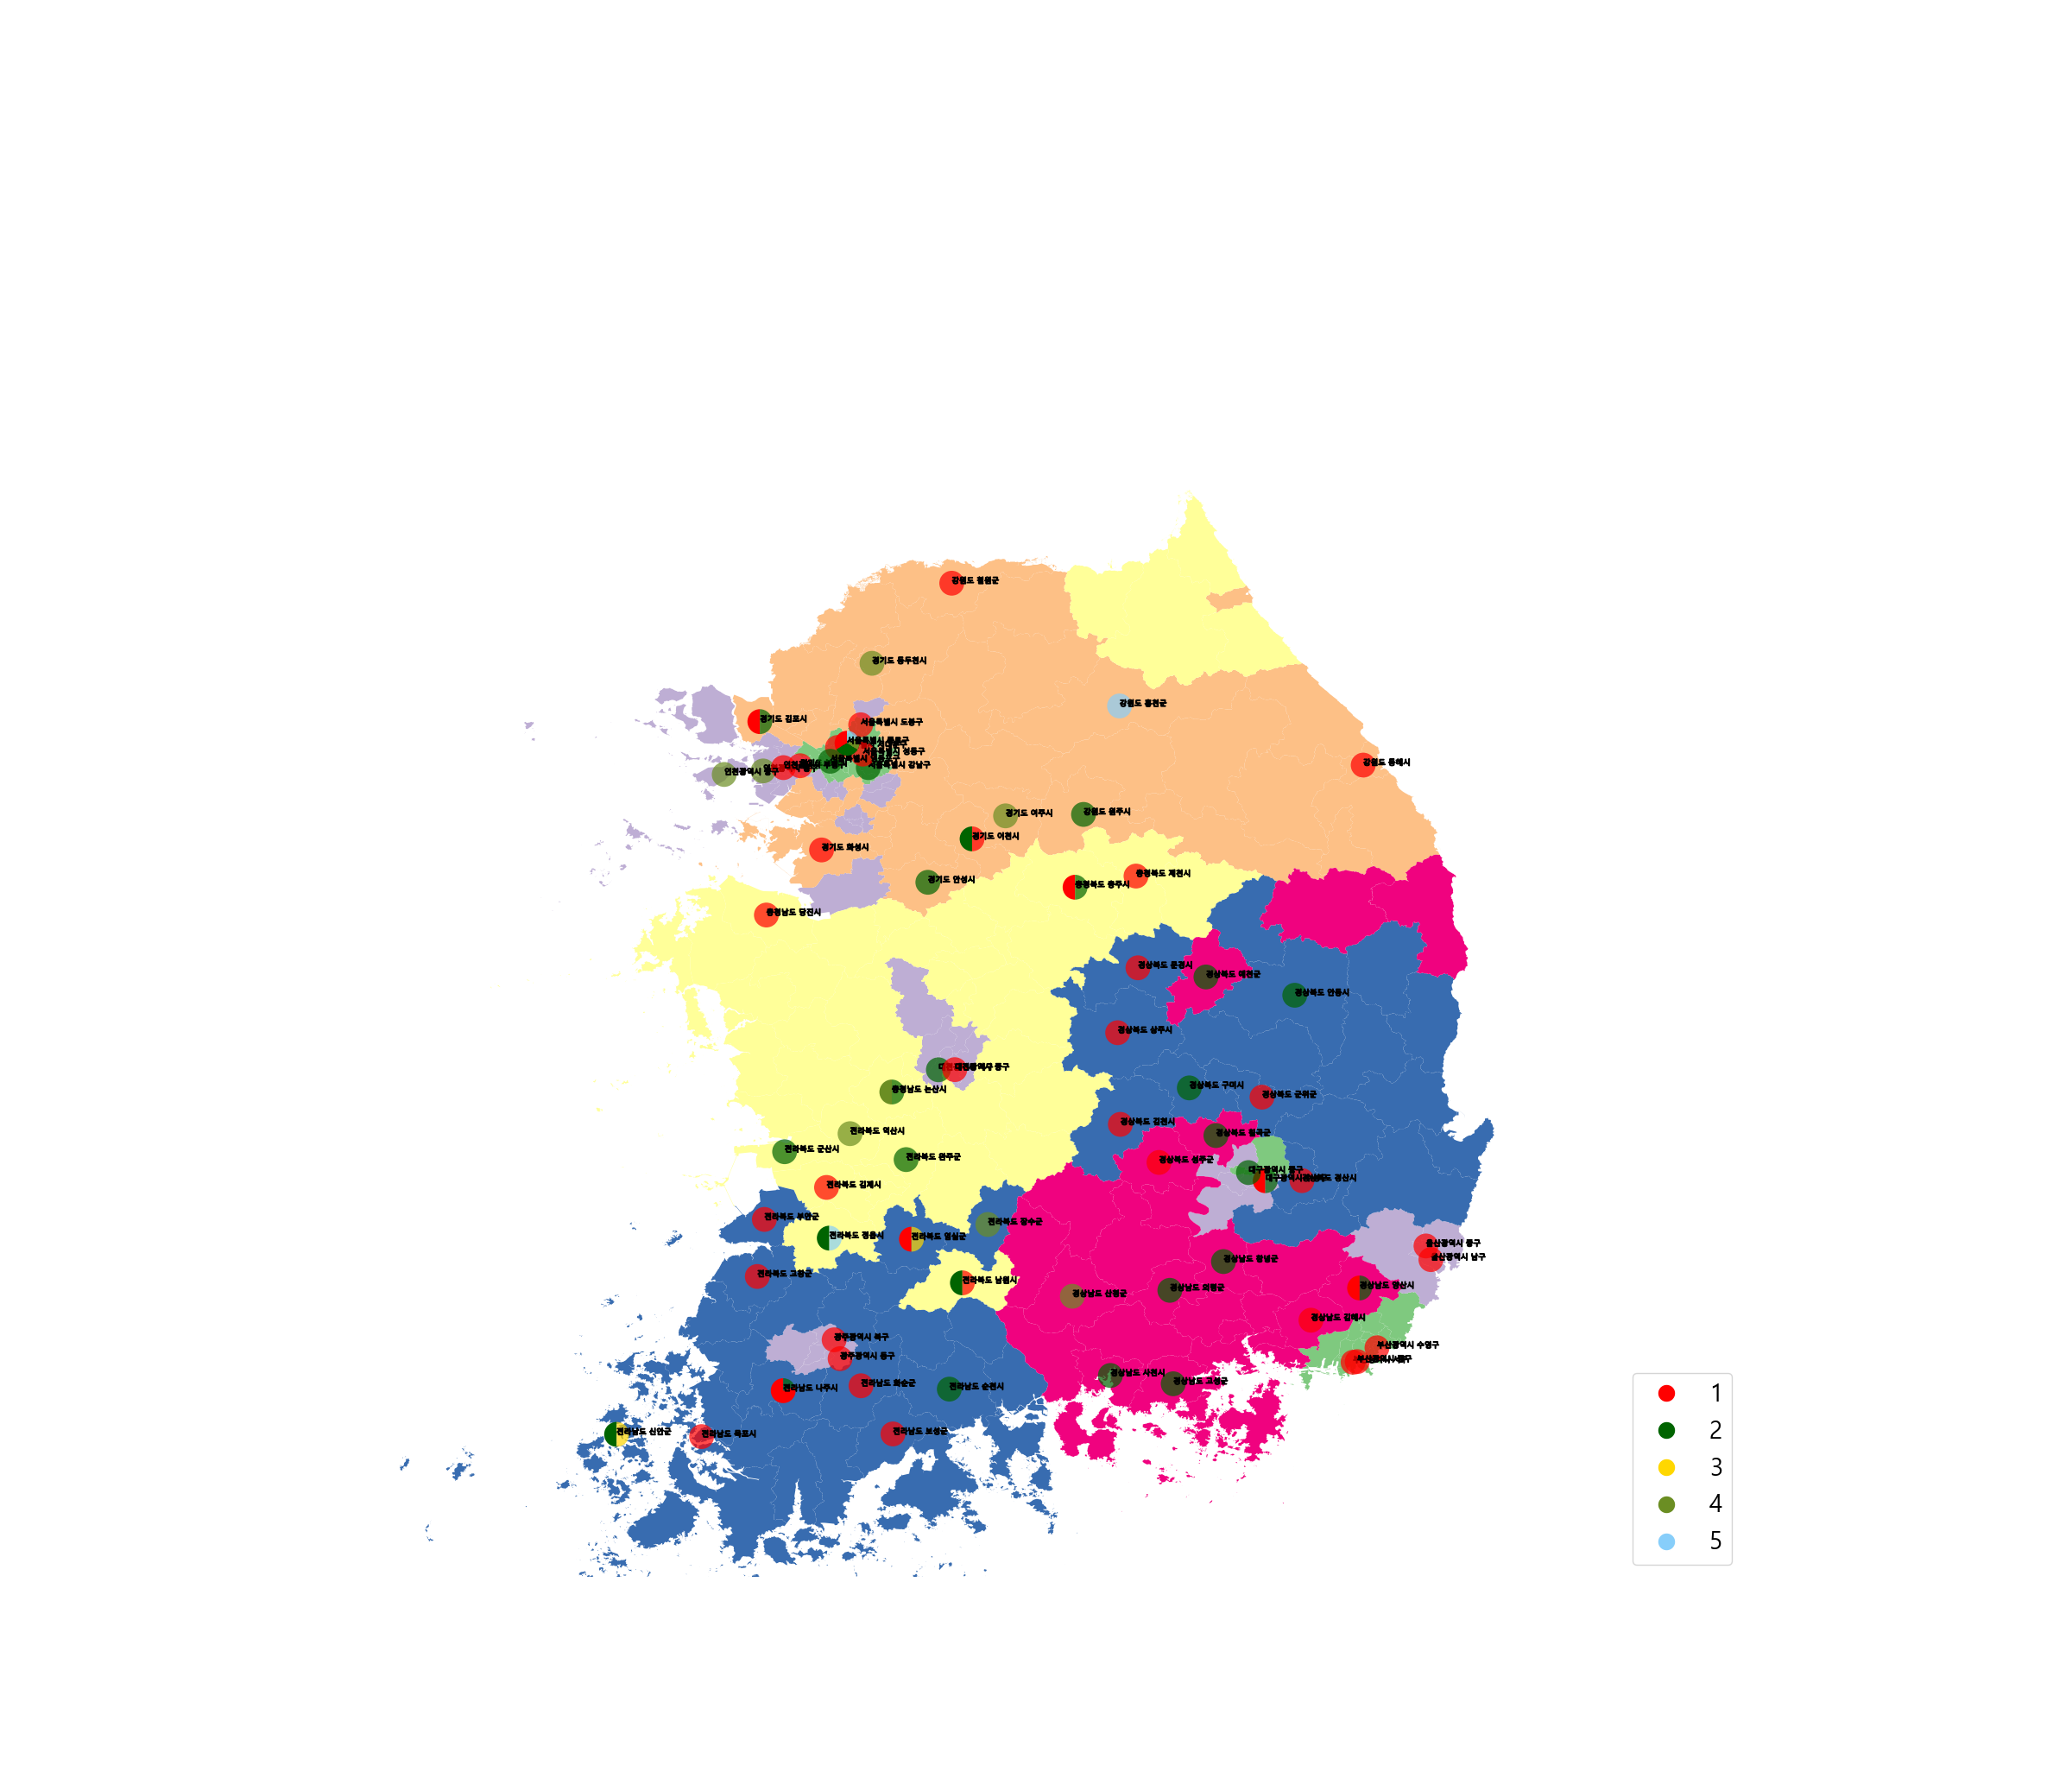 강원도 철원군
경기도 동두천시
강원도 홍천군
경기도 김포시
서울특별시 도봉구
서울특별시 종로구
서울특별시 성동구
강원도 동해시
서울특별시 강남구
인천광역시 중구
경기도 여주시
강원도 원주시
경기도 이천시
경기도 화성시
충청북도 제천시
경기도 안성시
충청북도 충주시
충청남도 당진시
경상북도 문경시
경상북도 예천군
경상북도 안동시
경상북도 상주시
경상북도 구미시
충청남도 논산시
경상북도 군위군
경상북도 김천시
전라북도 익산시
경상북도 칠곡군
전라북도 군산시
전라북도 완주군
경상북도 성주군
대구광역시 중구
경상북도 경산시
전라북도 김제시
전라북도 부안군
전라북도 장수군
전라북도 정읍시
전라북도 임실군
울산광역시 중구
울산광역시 남구
경상남도 창녕군
전라북도 고창군
전라북도 남원시
경상남도 의령군
경상남도 양산시
경상남도 산청군
경상남도 김해시
광주광역시 북구
부산광역시 수영구
광주광역시 동구
경상남도 사천시
경상남도 고성군
전라남도 나주시
전라남도 화순군
전라남도 순천시
전라남도 신안군
전라남도 목포시
전라남도 보성군
1
2
3
4
5